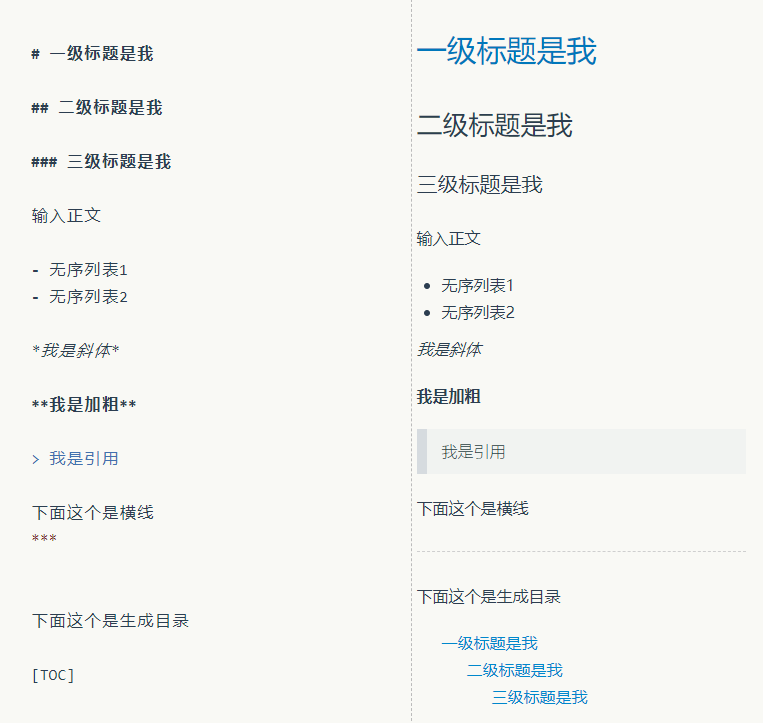 # 一级标题是我
## 二级标题是我
### 三级标题是我
输入正文
- 无序列表1
- 无序列表2
*我是斜体*
**我是加粗**
> 我是引用
下面这个是横线
***
下面这个是生成目录
[TOC]
一级标题是我
二级标题是我
三级标题是我
输入正文
• 无序列表1
• 无序列表2
我是斜体
我是加粗
我是引用
下面这个是横线
下面这个是生成目录
一级标题是我
二级标题是我
三级标题是我